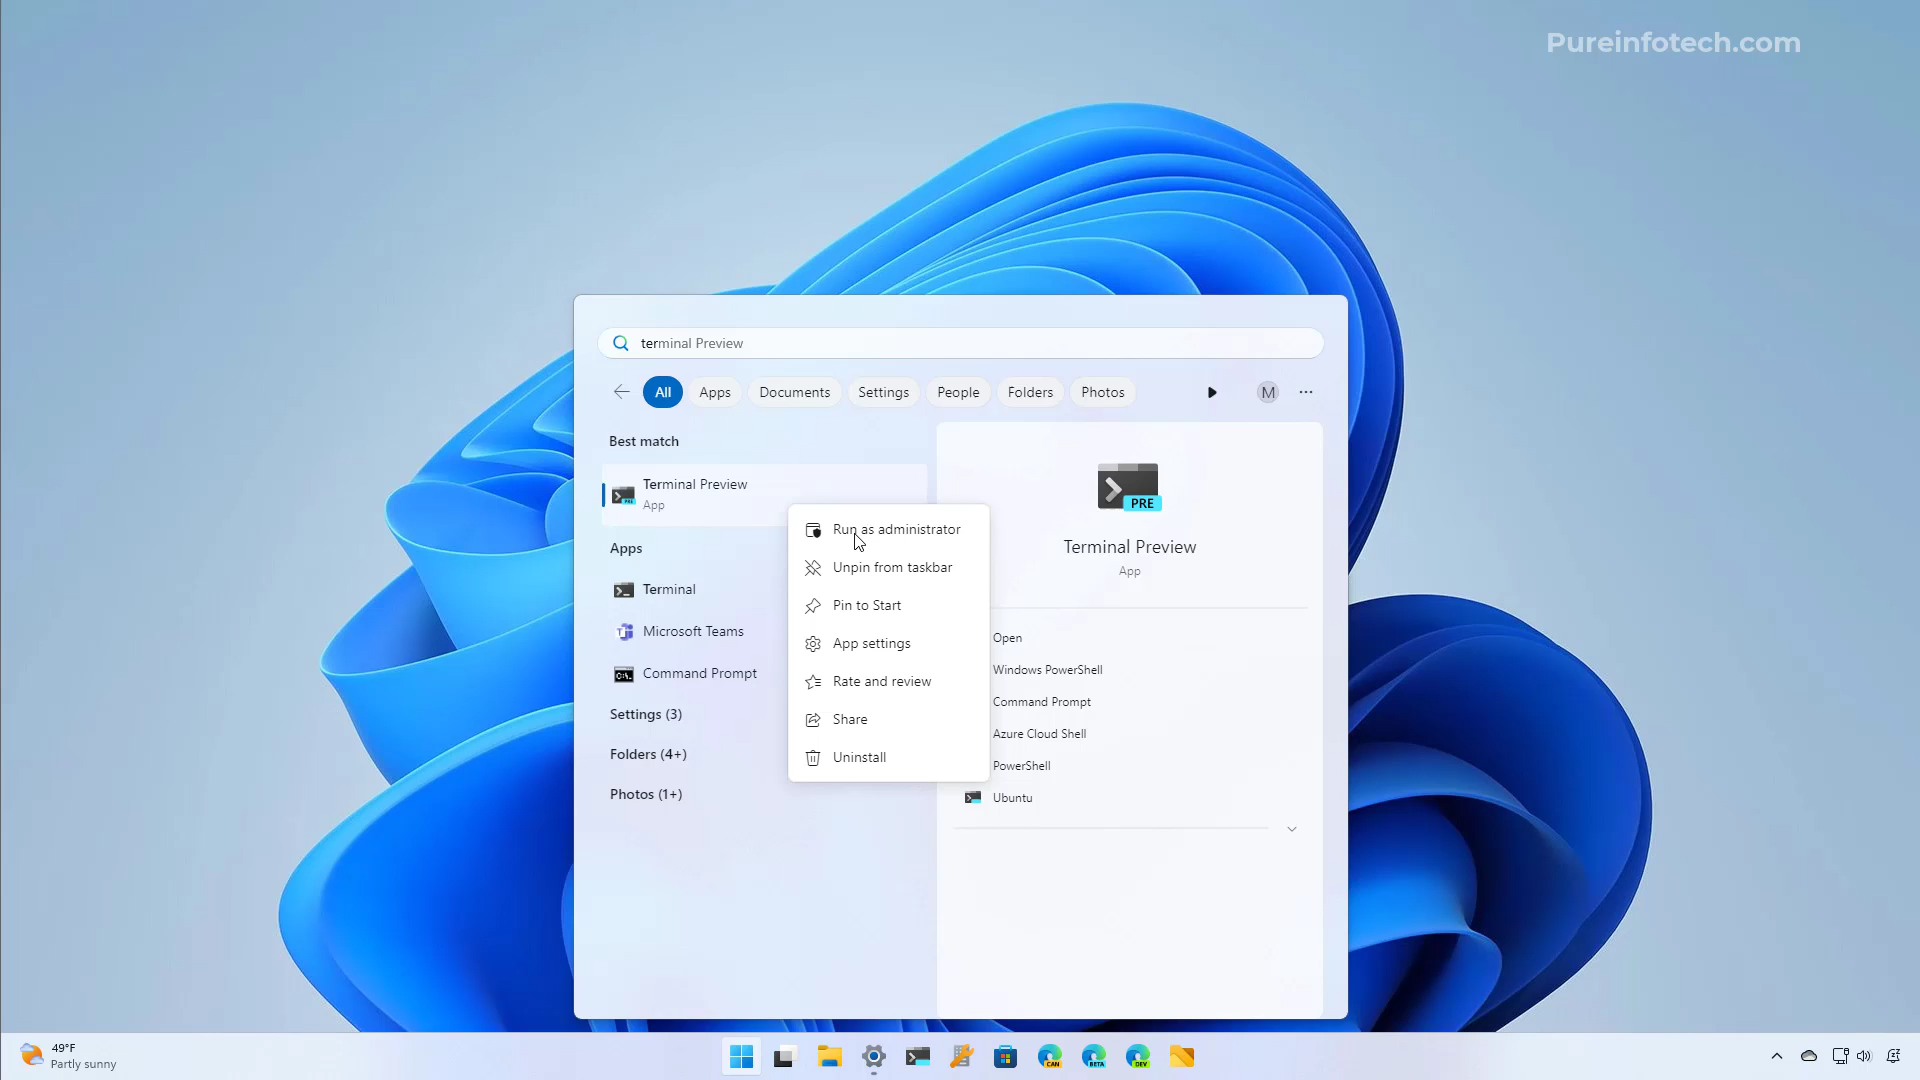 Pureinfotech.com
terminal Preview
All
Apps
Documents
Settings
People
Folders
Photos
M
Best match
Terminal Preview
App
Apps
Terminal
Microsoft Teams
Command Prompt
Settings (3)
Folders (4+)
Photos (1+)
Run as administrator
Unpin from taskbar
Pin to Start
App settings
Rate and review
Share
Uninstall
PRE
Terminal Preview
App
Open
Windows PowerShell
Command Prompt
Azure Cloud Shell
PowerShell
Ubuntu
49°F
Partly sunny
CAN
BETA
DEV